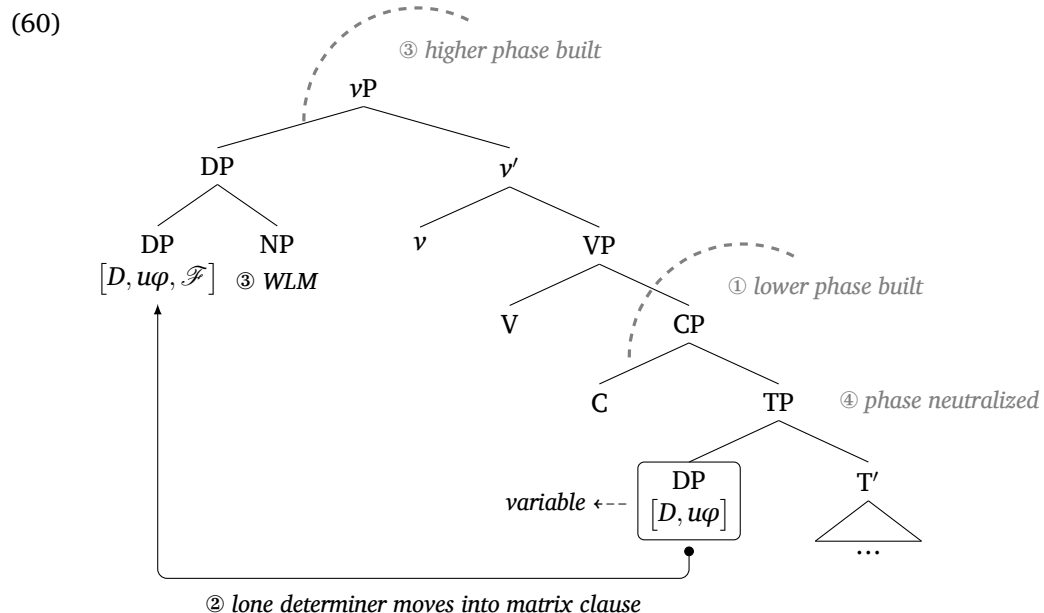 (60)
③ higher phase built
vP
DP v′
DP NP v VP
[D, uφ, ℱ] ③ WLM
① lower phase built
V CP
C TP ④ phase neutralized
DP T′
variable
[D, uφ]
...
② lone determiner moves into matrix clause